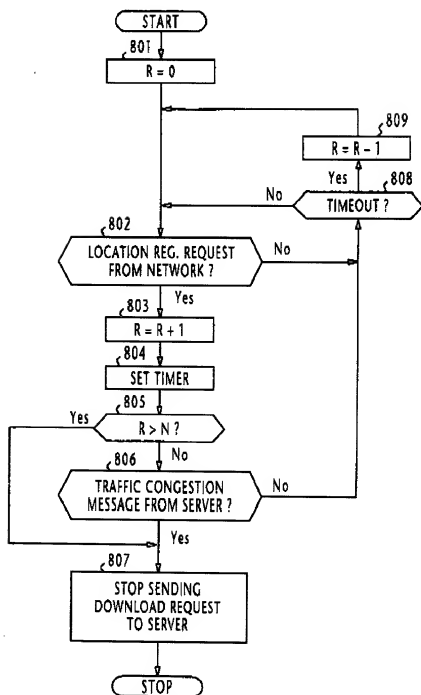 START
801
R = 0
809
R = R - 1
Yes
808
No
TIMEOUT ?
802
LOCATION REG. REQUEST
FROM NETWORK ?
No
Yes
803
R = R + 1
804
SET TIMER
805
Yes
R > N ?
No
806
TRAFFIC CONGESTION
MESSAGE FROM SERVER ?
No
Yes
807
STOP SENDING
DOWNLOAD REQUEST
TO SERVER
STOP